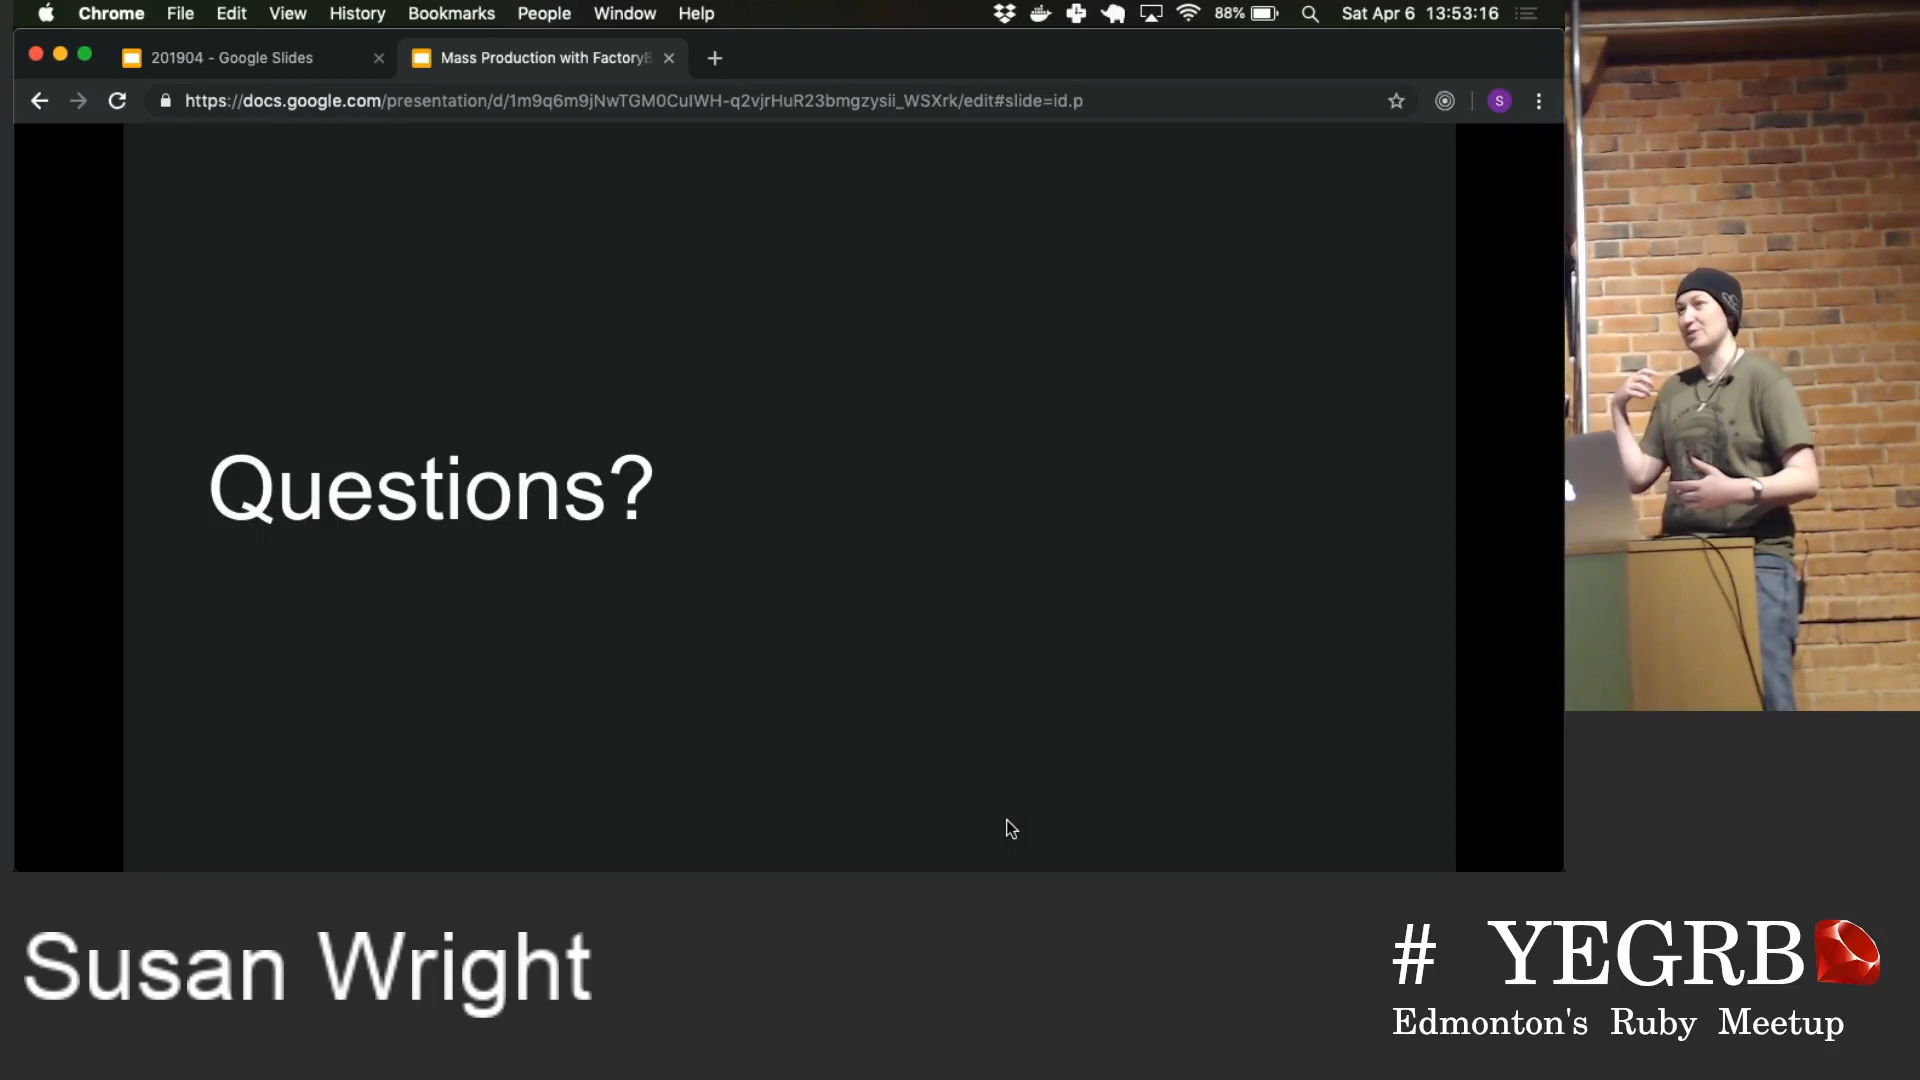 Chrome File Edit View History Bookmarks People Window Help 88% Sat Apr 6 13:53:16
201904 - Google Slides Mass Production with FactoryB
https://docs.google.com/presentation/d/1m9q6m9jNwTGM0CuIWH-q2vjrHuR23bmgzysii_WSXrk/edit#slide=id.p S
Questions?
Susan Wright
# YEGRB
Edmonton's Ruby Meetup